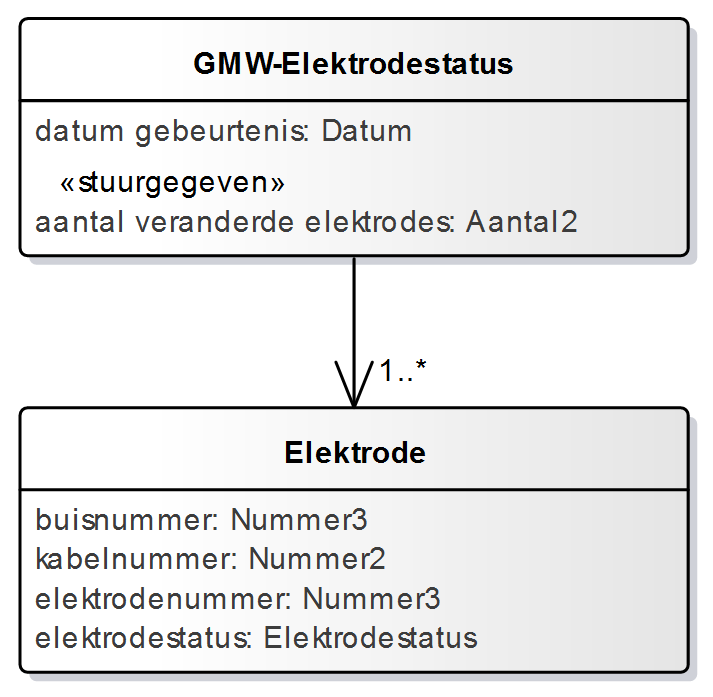 GMW-Elektrodestatus
datum gebeurtenis: Datum
«stuurgegeven»
aantal veranderde elektrodes: Aantal2
1..*
Elektrode
buisnummer: Nummer3
kabelnummer: Nummer2
elektrodenummer: Nummer3
elektrodestatus: Elektrodestatus